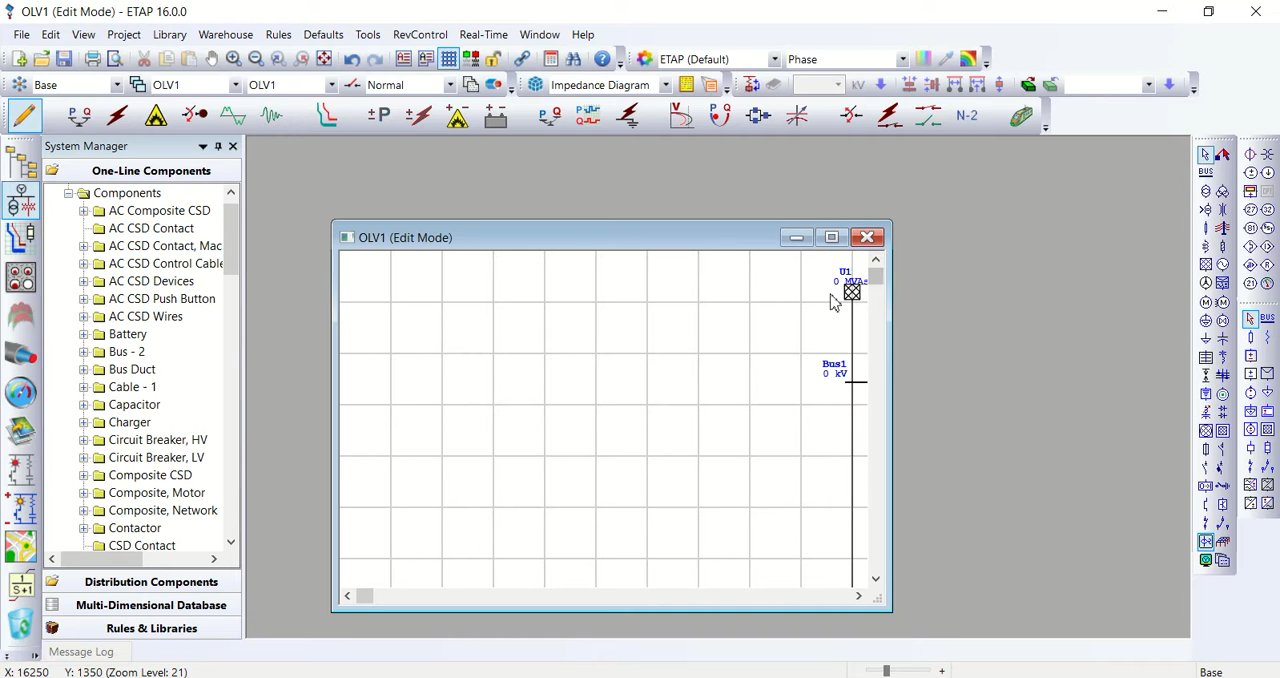 OLV1 (Edit Mode) - ETAP 16.0.0
File Edit View Project Library Warehouse Rules Defaults Tools RevControl Real-Time Window Help
ETAP (Default) Phase
Base OLV1 OLV1 Normal Impedance Diagram kV
P Q +P P Q V P Q N-2
System Manager
One-Line Components
Components
AC Composite CSD
AC CSD Contact
AC CSD Contact, Mac
AC CSD Control Cable
AC CSD Devices
AC CSD Push Button
AC CSD Wires
Battery
Bus - 2
Bus Duct
Cable - 1
Capacitor
Charger
Circuit Breaker, HV
Circuit Breaker, LV
Composite CSD
Composite, Motor
Composite, Network
Contactor
CSD Contact
Distribution Components
Multi-Dimensional Database
Rules & Libraries
Message Log
OLV1 (Edit Mode)
U1
0 MVAs
Bus1
0 kV
BUS
BUS
X: 16250 Y: 1350 (Zoom Level: 21)
Base